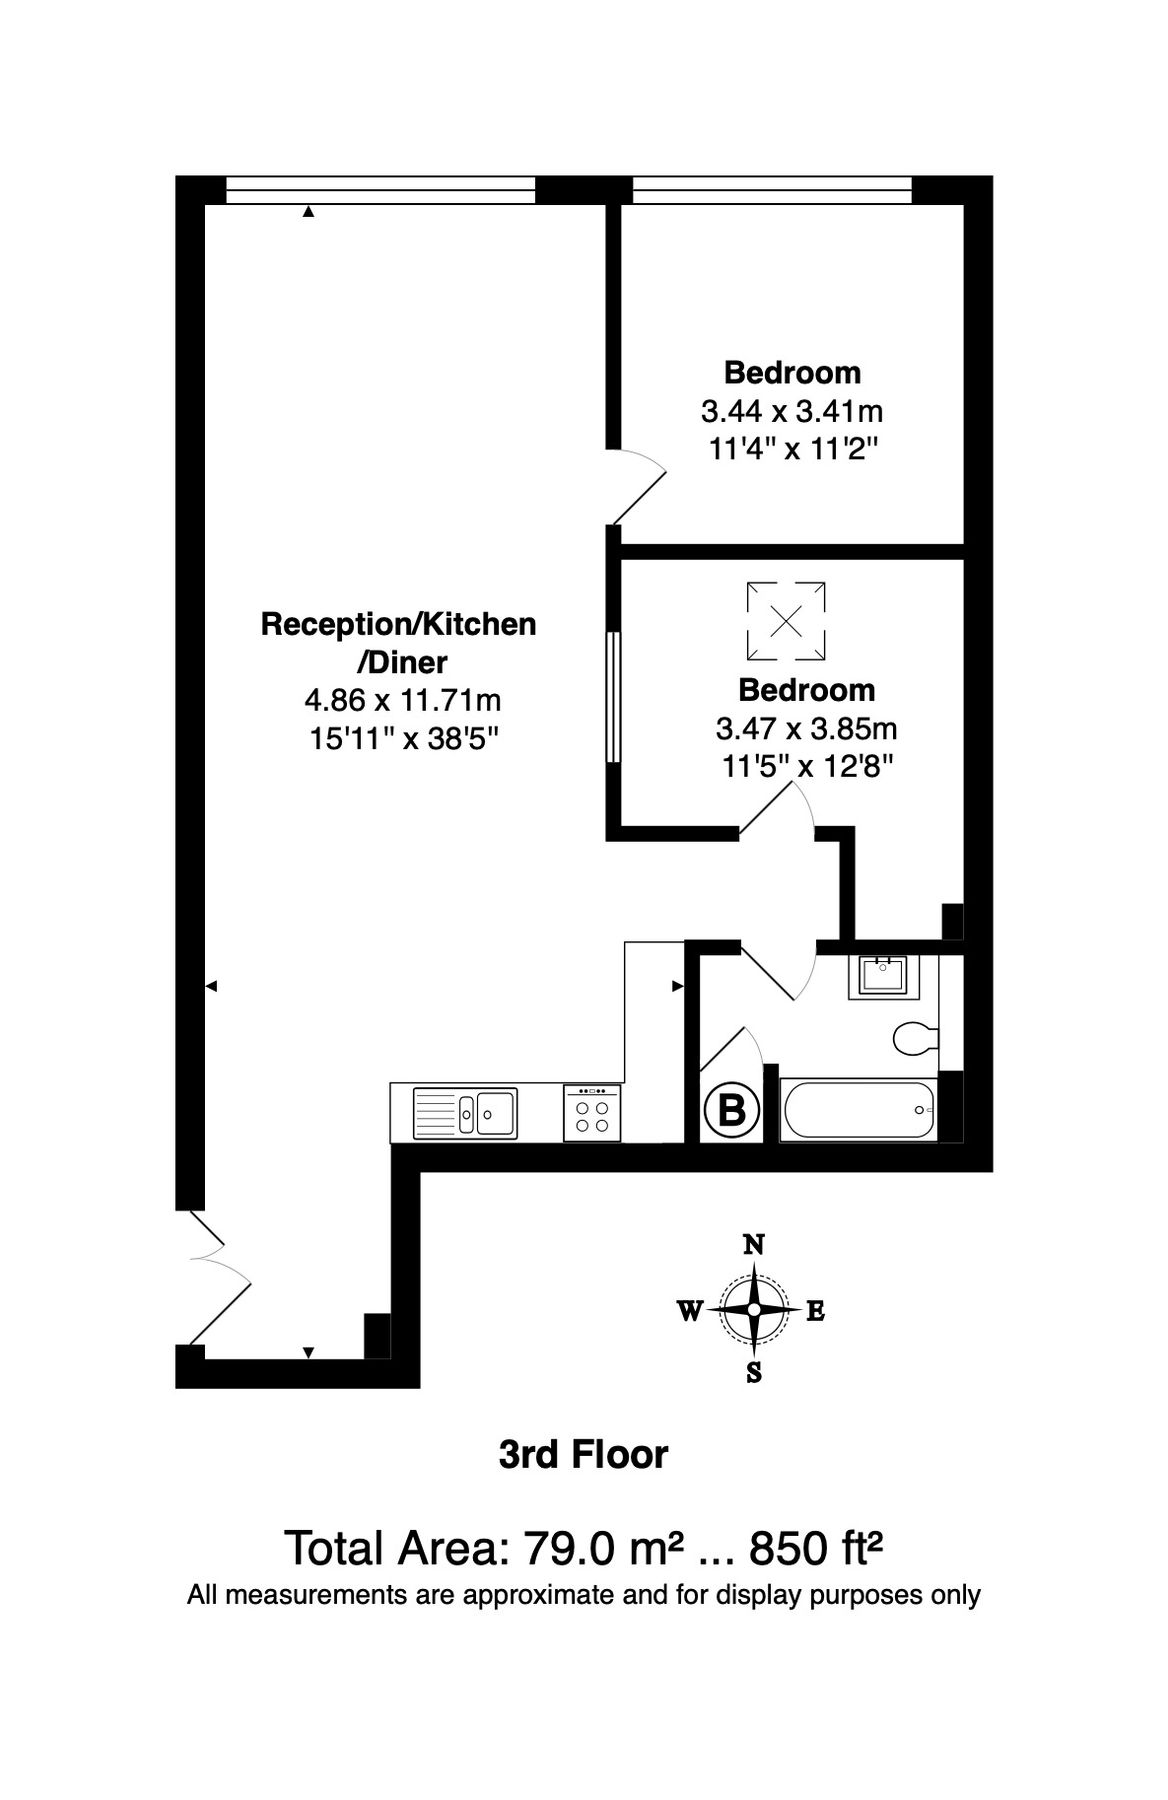 Bedroom
3.44 x 3.41m
11'4" x 11'2"
Reception/Kitchen
/Diner
4.86 x 11.71m
15'11" x 38'5"
Bedroom
3.47 x 3.85m
11'5" x 12'8"
B
N
W E
S
3rd Floor
Total Area: 79.0 m² ... 850 ft²
All measurements are approximate and for display purposes only